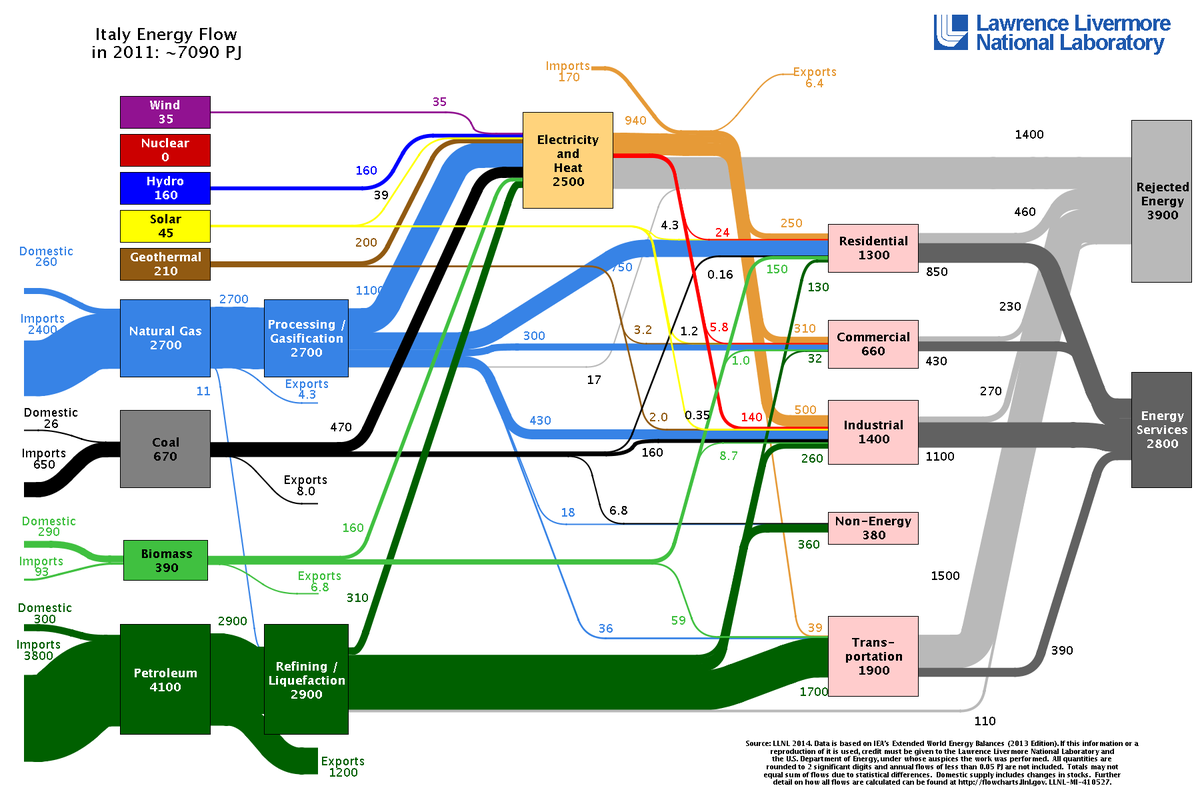 Italy Energy Flow
in 2011: ~7090 PJ
Lawrence Livermore
National Laboratory
Imports
170
Exports
6.4
Wind
35
35
Nuclear
0
Hydro
160
160
39
Solar
45
200
Geothermal
210
Electricity
and
Heat
2500
940
1400
Rejected
Energy
3900
4.3
24
250
460
Residential
1300
850
Domestic
260
Imports
2400
2700
Natural Gas
2700
1100
Processing /
Gasification
2700
750
0.16
150
130
300
3.2
1.2
5.8
310
230
Commercial
660
430
1.0
32
17
11
Exports
4.3
Domestic
26
Imports
650
Coal
670
470
Exports
8.0
430
2.0
0.35
140
500
270
Industrial
1400
1100
160
8.7
260
Energy
Services
2800
18
6.8
Non-Energy
380
360
Domestic
290
Imports
93
Biomass
390
160
Exports
6.8
310
Domestic
300
Imports
3800
2900
Petroleum
4100
Refining /
Liquefaction
2900
36
59
39
1500
Trans-
portation
1900
390
1700
110
Exports
1200
Source: LLNL 2014. Data is based on IEA's Extended World Energy Balances (2013 Edition). If this information or a
reproduction of it is used, credit must be given to the Lawrence Livermore National Laboratory and
the U.S. Department of Energy, under whose auspices the work was performed. All quantities are
rounded to 2 significant digits and annual flows of less than 0.05 PJ are not included. Totals may not
equal sum of flows due to statistical differences. Domestic supply includes changes in stocks. Further
detail on how all flows are calculated can be found at http://flowcharts.llnl.gov. LLNL-MI-410527.